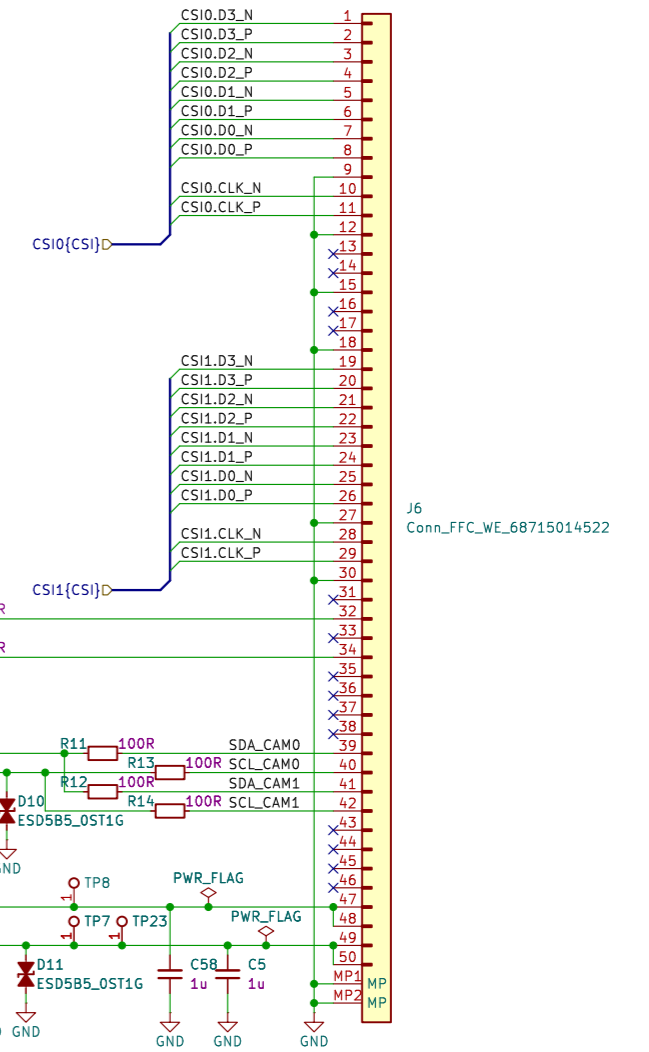 CSI0.D3_N 1
CSI0.D3_P 2
CSI0.D2_N 3
CSI0.D2_P 4
CSI0.D1_N 5
CSI0.D1_P 6
CSI0.D0_N 7
CSI0.D0_P 8
9
CSI0.CLK_N 10
CSI0.CLK_P 11
12
CSI0{CSI} 13
14
15
16
17
18
CSI1.D3_N 19
CSI1.D3_P 20
CSI1.D2_N 21
CSI1.D2_P 22
CSI1.D1_N 23
CSI1.D1_P 24
CSI1.D0_N 25
CSI1.D0_P 26
J6
27
Conn_FFC_WE_68715014522
CSI1.CLK_N 28
CSI1.CLK_P 29
30
CSI1{CSI} 31
R 32
33
R 34
35
36
37
38
R11 100R SDA_CAM0 39
R13 100R SCL_CAM0 40
R12 100R SDA_CAM1 41
D10 R14 100R SCL_CAM1 42
ESD5B5_0ST1G 43
44
GND 45
TP8 PWR_FLAG 46
1 47
TP7 TP23 PWR_FLAG 48
1 1 49
D11 C58 C5 50
ESD5B5_0ST1G 1u 1u MP1 MP
MP2 MP
GND GND GND GND